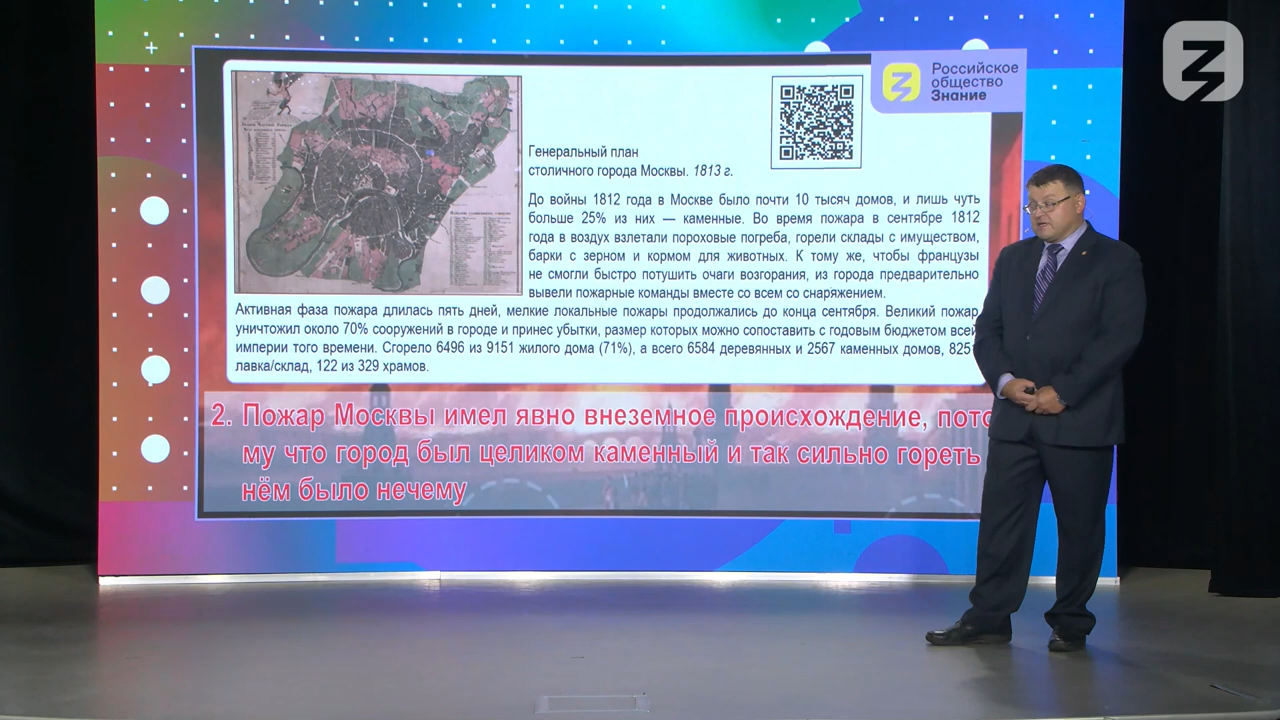 Российское
общество
Знание
Генеральный план
столичного города Москвы. 1813 г.
До войны 1812 года в Москве было почти 10 тысяч домов, и лишь чуть
больше 25% из них — каменные. Во время пожара в сентябре 1812
года в воздух взлетали пороховые погреба, горели склады с имуществом,
барки с зерном и кормом для животных. К тому же, чтобы французы
не смогли быстро потушить очаги возгорания, из города предварительно
вывели пожарные команды вместе со всем со снаряжением.
Активная фаза пожара длилась пять дней, мелкие локальные пожары продолжались до конца сентября. Великий пожар
уничтожил около 70% сооружений в городе и принес убытки, размер которых можно сопоставить с годовым бюджетом всей
империи того времени. Сгорело 6496 из 9151 жилого дома (71%), а всего 6584 деревянных и 2567 каменных домов, 825
лавка/склад, 122 из 329 храмов.
2. Пожар Москвы имел явно внеземное происхождение, пото
му что город был целиком каменный и так сильно гореть
нём было нечему